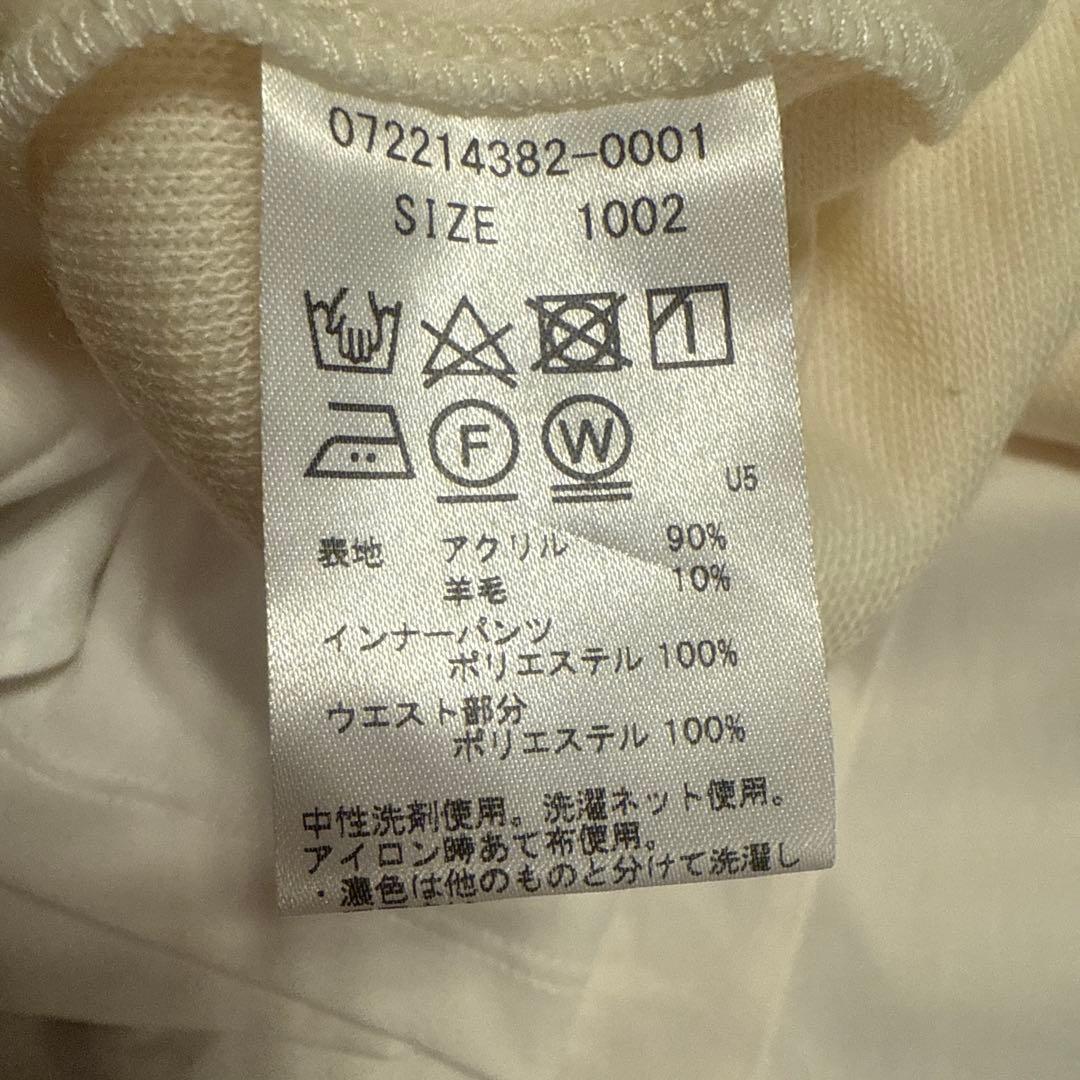 072214382-0001
SIZE 1002
F W
U5
表地 アクリル 90%
羊毛 10%
インナーパンツ
ポリエステル 100%
ウエスト部分
ポリエステル 100%
中性洗剤使用。洗濯ネット使用。
アイロン時あて布使用。
・濃色は他のものと分けて洗濯し